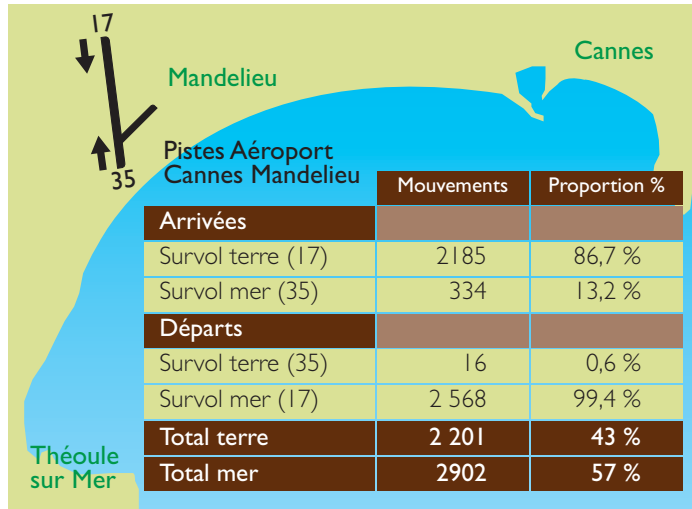 17
Mandelieu
Cannes
35
Pistes Aéroport
Cannes Mandelieu
Mouvements Proportion %
Arrivées
Survol terre (17) 2185 86,7 %
Survol mer (35) 334 13,2 %
Départs
Survol terre (35) 16 0,6 %
Survol mer (17) 2 568 99,4 %
Total terre 2 201 43 %
Total mer 2902 57 %
Théoule
sur Mer